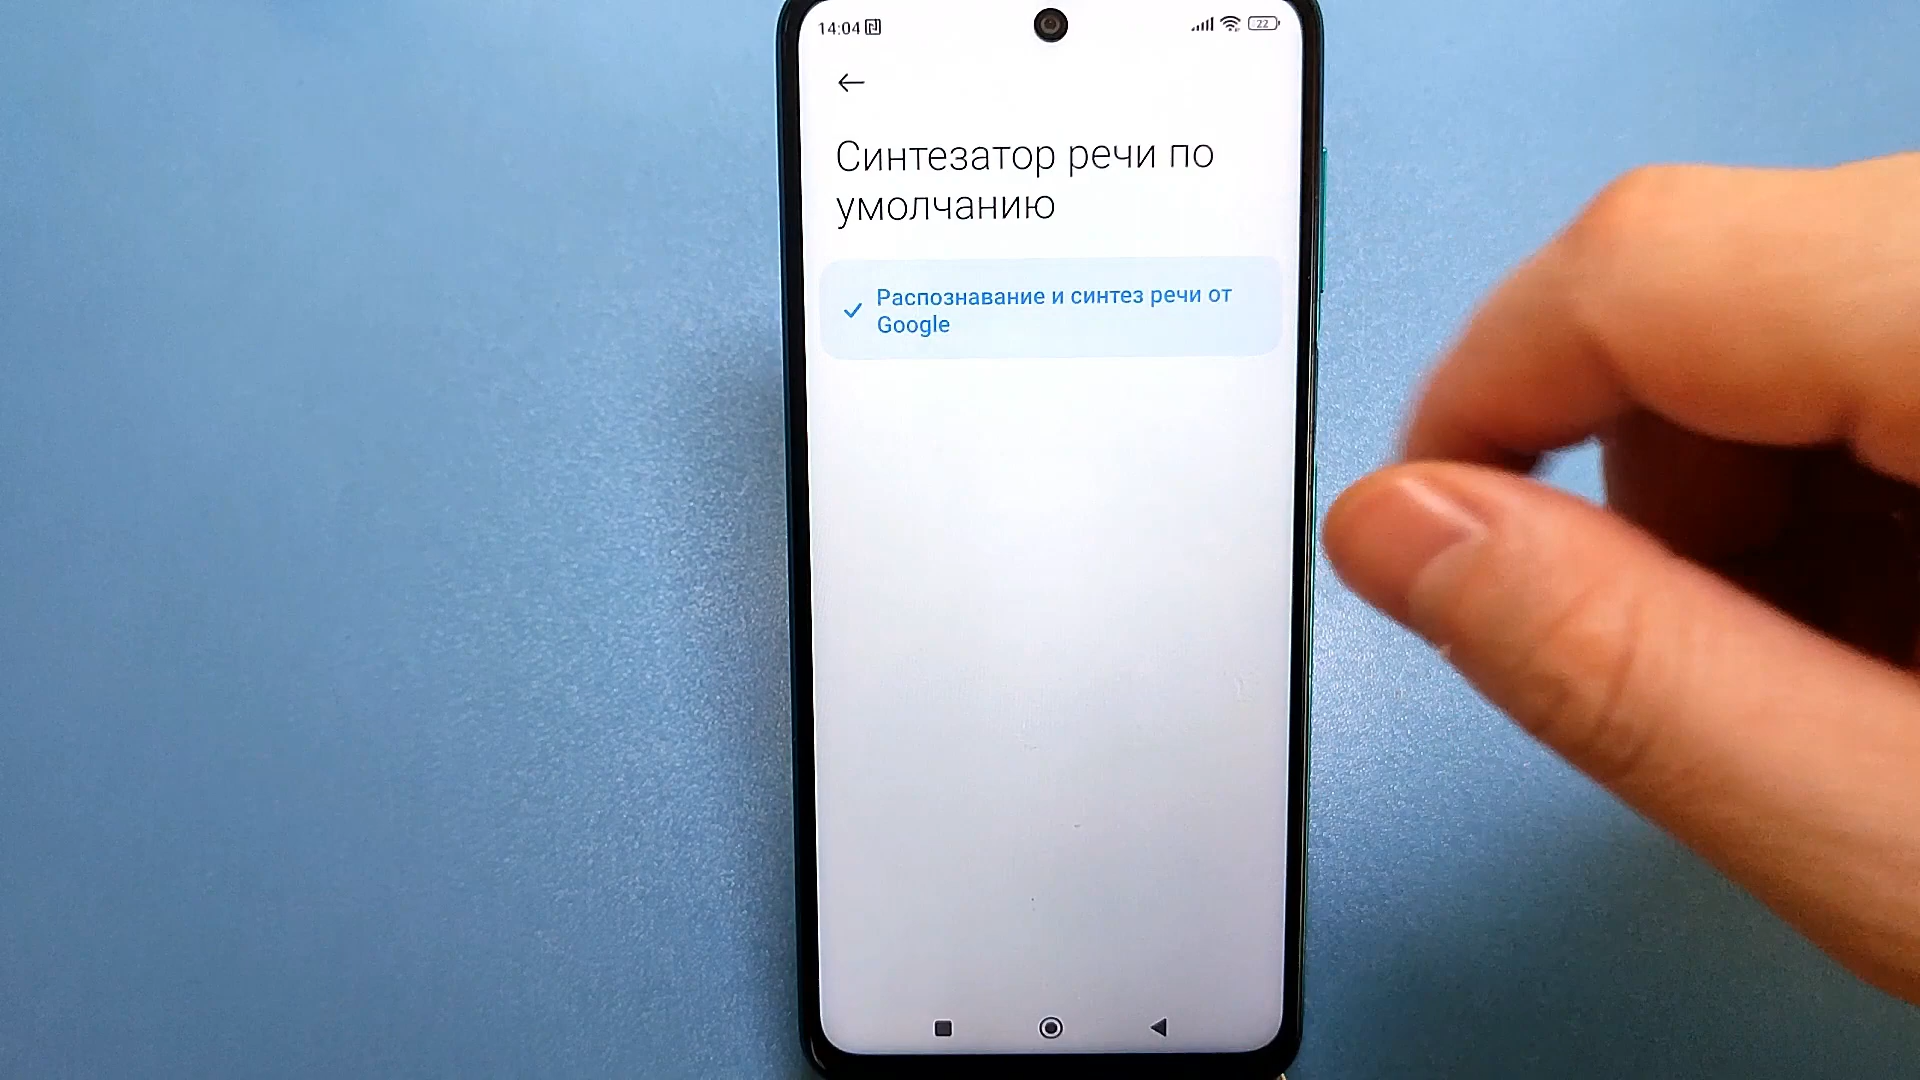 14:04
22
Синтезатор речи по
умолчанию
Распознавание и синтез речи от
Google